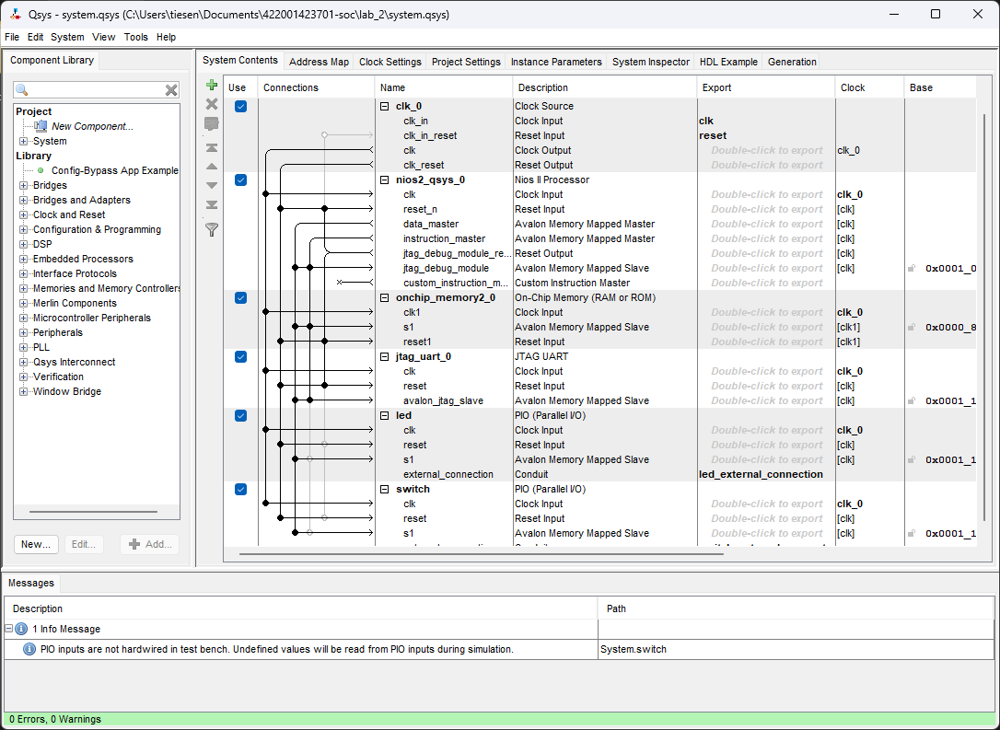 Qsys - system.qsys (C:\Users\tiesen\Documents\422001423701-soc\lab_2\system.qsys)
File Edit System View Tools Help
Component Library
Project
New Component...
System
Library
Config-Bypass App Example
Bridges
Bridges and Adapters
Clock and Reset
Configuration & Programming
DSP
Embedded Processors
Interface Protocols
Memories and Memory Controllers
Merlin Components
Microcontroller Peripherals
Peripherals
PLL
Qsys Interconnect
Verification
Window Bridge
New... Edit... Add...
System Contents Address Map Clock Settings Project Settings Instance Parameters System Inspector HDL Example Generation
Use Connections Name Description Export Clock Base
clk_0 Clock Source
clk_in Clock Input clk
clk_in_reset Reset Input reset
clk Clock Output Double-click to export clk_0
clk_reset Reset Output Double-click to export
nios2_qsys_0 Nios II Processor
clk Clock Input Double-click to export clk_0
reset_n Reset Input Double-click to export [clk]
data_master Avalon Memory Mapped Master Double-click to export [clk]
instruction_master Avalon Memory Mapped Master Double-click to export [clk]
jtag_debug_module_re... Reset Output Double-click to export [clk]
jtag_debug_module Avalon Memory Mapped Slave Double-click to export [clk] 0x0001_0
custom_instruction_m... Custom Instruction Master Double-click to export
onchip_memory2_0 On-Chip Memory (RAM or ROM)
clk1 Clock Input Double-click to export clk_0
s1 Avalon Memory Mapped Slave Double-click to export [clk1] 0x0000_8
reset1 Reset Input Double-click to export [clk1]
jtag_uart_0 JTAG UART
clk Clock Input Double-click to export clk_0
reset Reset Input Double-click to export [clk]
avalon_jtag_slave Avalon Memory Mapped Slave Double-click to export [clk] 0x0001_1
led PIO (Parallel I/O)
clk Clock Input Double-click to export clk_0
reset Reset Input Double-click to export [clk]
s1 Avalon Memory Mapped Slave Double-click to export [clk] 0x0001_1
external_connection Conduit led_external_connection
switch PIO (Parallel I/O)
clk Clock Input Double-click to export clk_0
reset Reset Input Double-click to export [clk]
s1 Avalon Memory Mapped Slave Double-click to export [clk] 0x0001_1
Messages
Description Path
1 Info Message
PIO inputs are not hardwired in test bench. Undefined values will be read from PIO inputs during simulation. System.switch
0 Errors, 0 Warnings